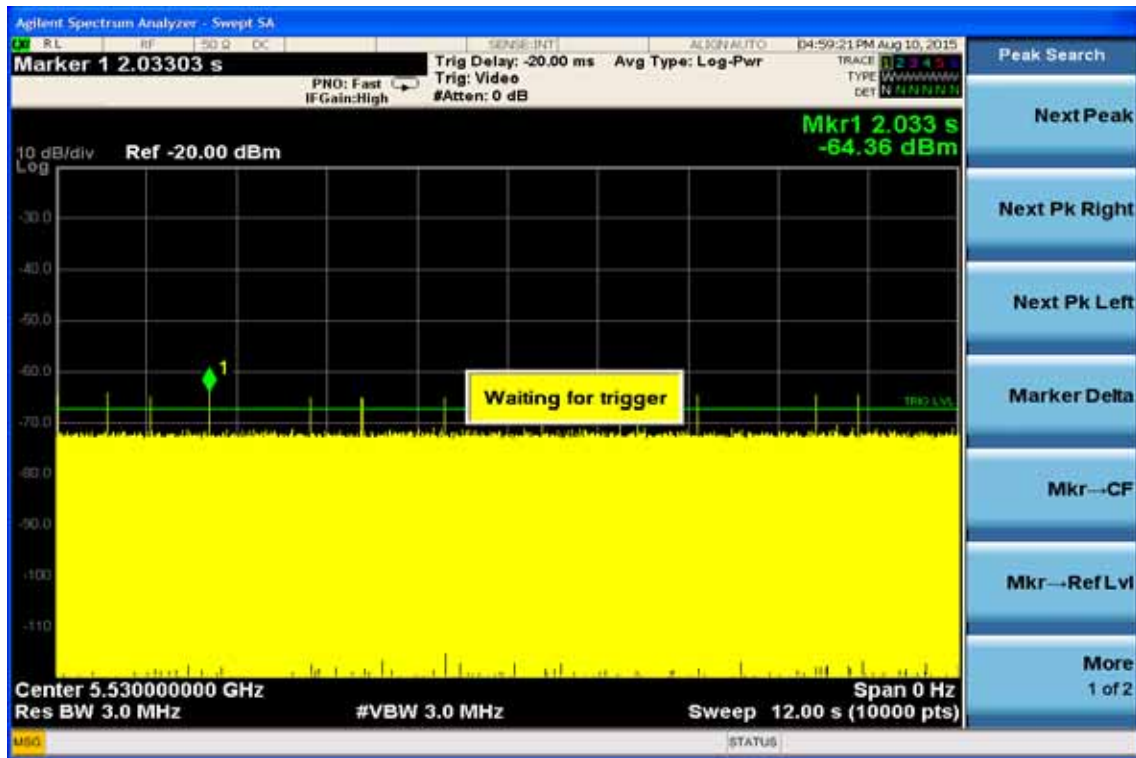 Agilent Spectrum Analyzer - Swept SA
RL RF 50 Ω DC SENSE:INT ALIGN AUTO 04:59:21 PM Aug 10, 2015
Marker 1 2.03303 s
PNO: Fast
IFGain:High
Trig Delay: -20.00 ms
Trig: Video
#Atten: 0 dB
Avg Type: Log-Pwr
TRACE 1 2 3 4 5 6
TYPE
DET N N N N N N
Mkr1 2.033 s
-64.36 dBm
10 dB/div Ref -20.00 dBm
Log
-30.0
-40.0
-50.0
-60.0
-70.0
-80.0
-90.0
-100
-110
1
Waiting for trigger
TRIG LVL
Center 5.530000000 GHz
Span 0 Hz
Res BW 3.0 MHz
#VBW 3.0 MHz
Sweep 12.00 s (10000 pts)
MSG
STATUS
Peak Search
Next Peak
Next Pk Right
Next Pk Left
Marker Delta
Mkr→CF
Mkr→Ref Lvl
More
1 of 2